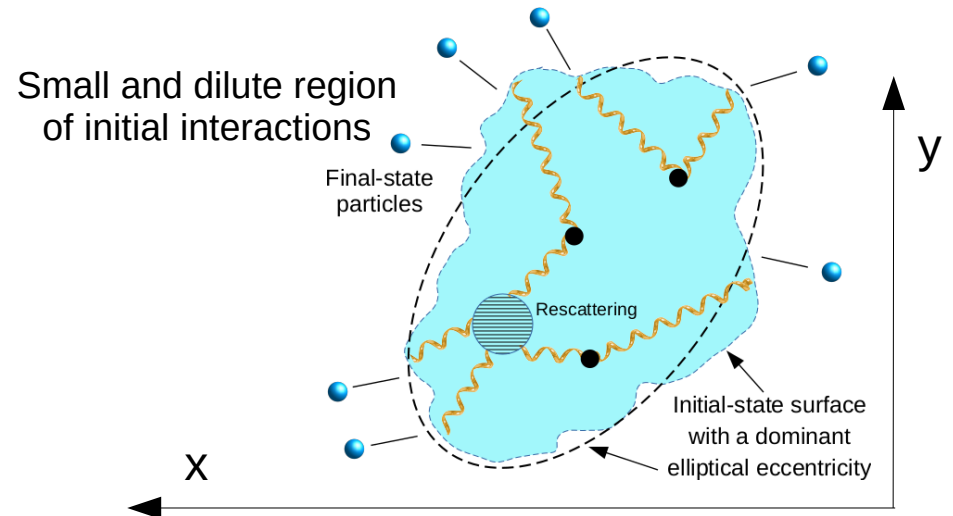 Small and dilute region
of initial interactions
y
Final-state
particles
Rescattering
Initial-state surface
with a dominant
elliptical eccentricity
x